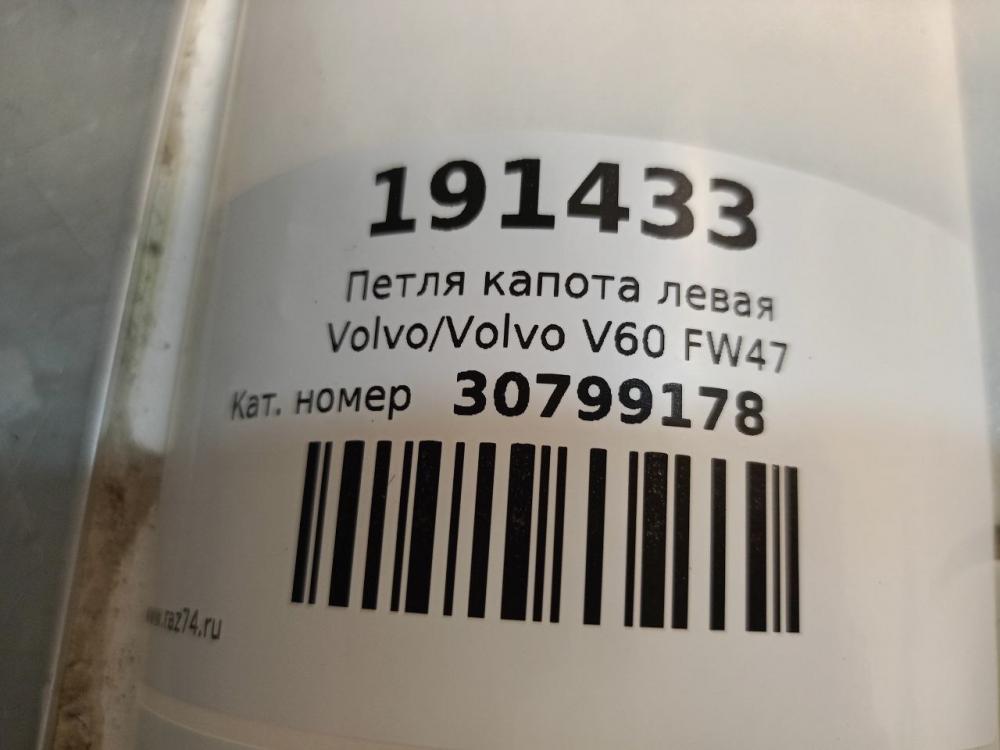 191433
Петля капота левая
Volvo/Volvo V60 FW47
Кат. номер 30799178
www.raz74.ru